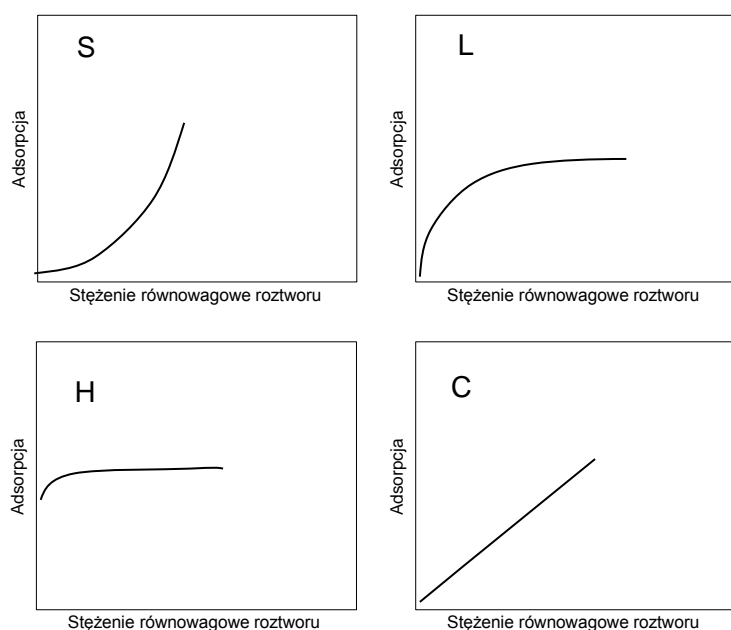 S
Adsorpcja
Stężenie równowagowe roztworu
L
Adsorpcja
Stężenie równowagowe roztworu
H
Adsorpcja
Stężenie równowagowe roztworu
C
Adsorpcja
Stężenie równowagowe roztworu